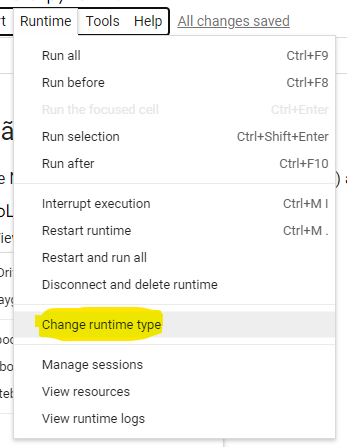 Runtime Tools Help All changes saved
Run all Ctrl+F9
Run before Ctrl+F8
Run the focused cell Ctrl+Enter
Run selection Ctrl+Shift+Enter
Run after Ctrl+F10
Interrupt execution Ctrl+M I
Restart runtime Ctrl+M .
Restart and run all
Disconnect and delete runtime
Change runtime type
Manage sessions
View resources
View runtime logs